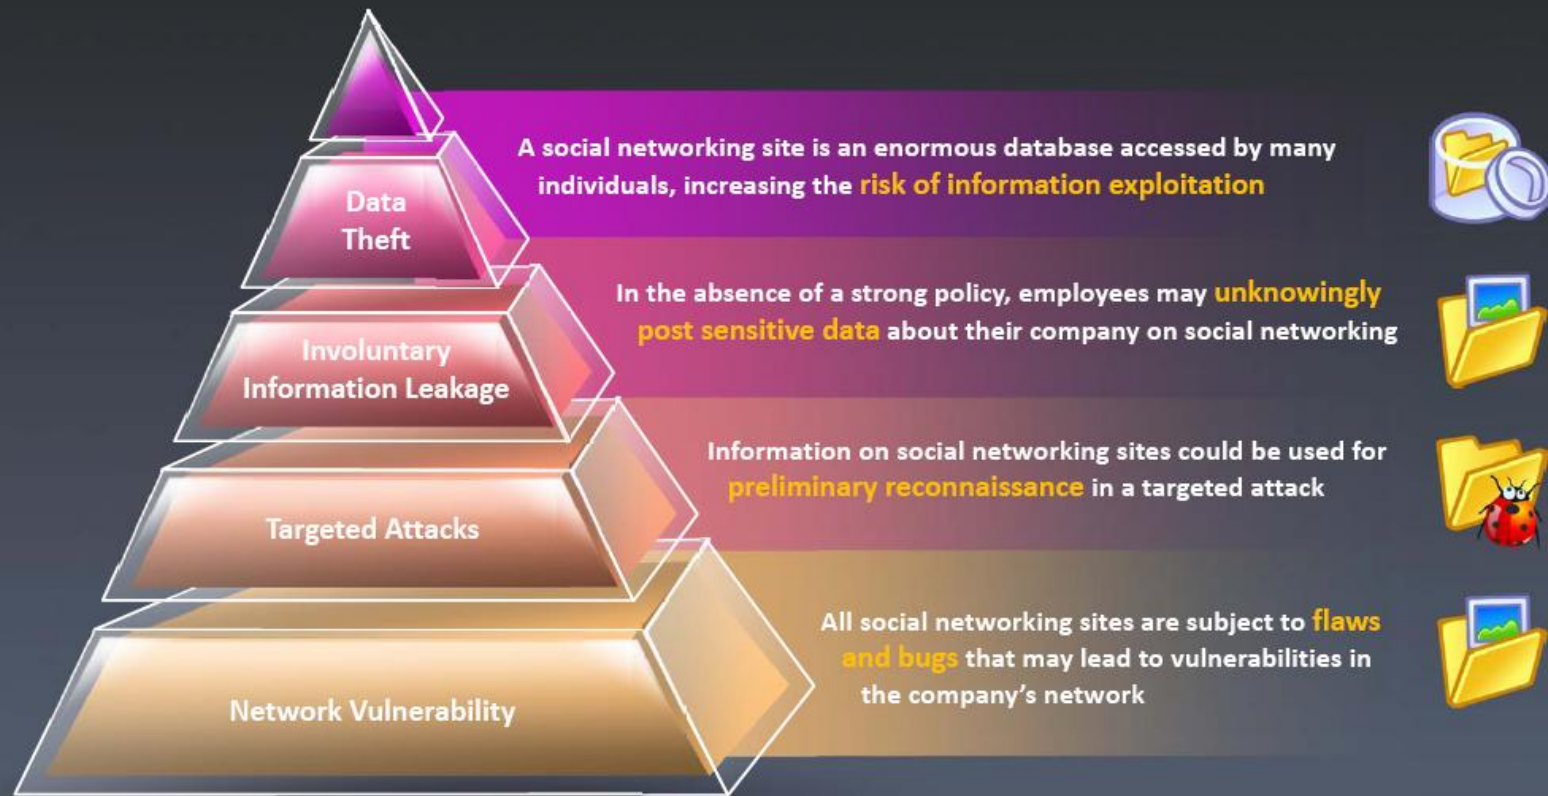 A social networking site is an enormous database accessed by many
individuals, increasing the risk of information exploitation
Data
Theft
In the absence of a strong policy, employees may unknowingly
post sensitive data about their company on social networking
Involuntary
Information Leakage
Information on social networking sites could be used for
preliminary reconnaissance in a targeted attack
Targeted Attacks
All social networking sites are subject to flaws
and bugs that may lead to vulnerabilities in
the company's network
Network Vulnerability